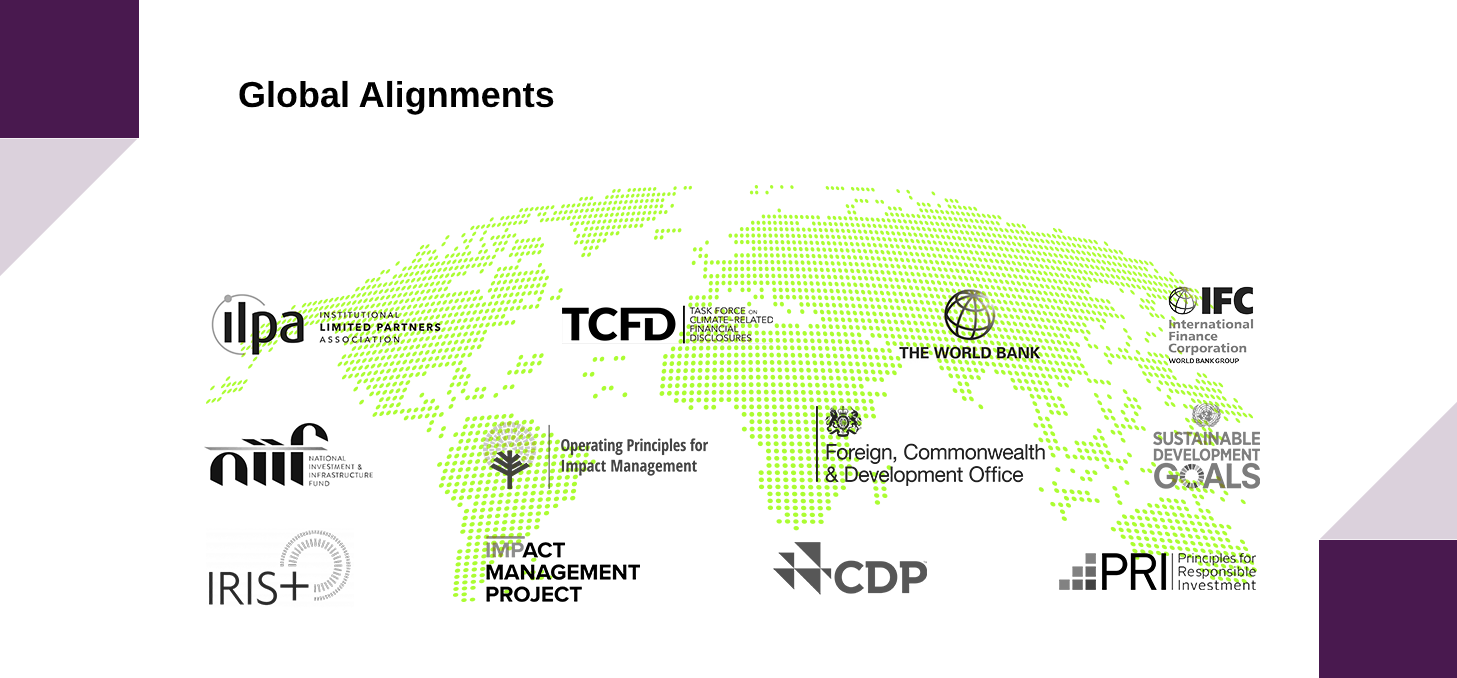 Global Alignments
ilpa
INSTITUTIONAL
LIMITED PARTNERS
ASSOCIATION
TCFD
TASK FORCE ON
CLIMATE-RELATED
FINANCIAL
DISCLOSURES
THE WORLD BANK
IFC
International
Finance
Corporation
WORLD BANK GROUP
niif
NATIONAL
INVESTMENT &
INFRASTRUCTURE
FUND
Operating Principles for
Impact Management
Foreign, Commonwealth
& Development Office
SUSTAINABLE
DEVELOPMENT
GOALS
IRIS+
IMPACT
MANAGEMENT
PROJECT
CDP
PRI
Principles for
Responsible
Investment